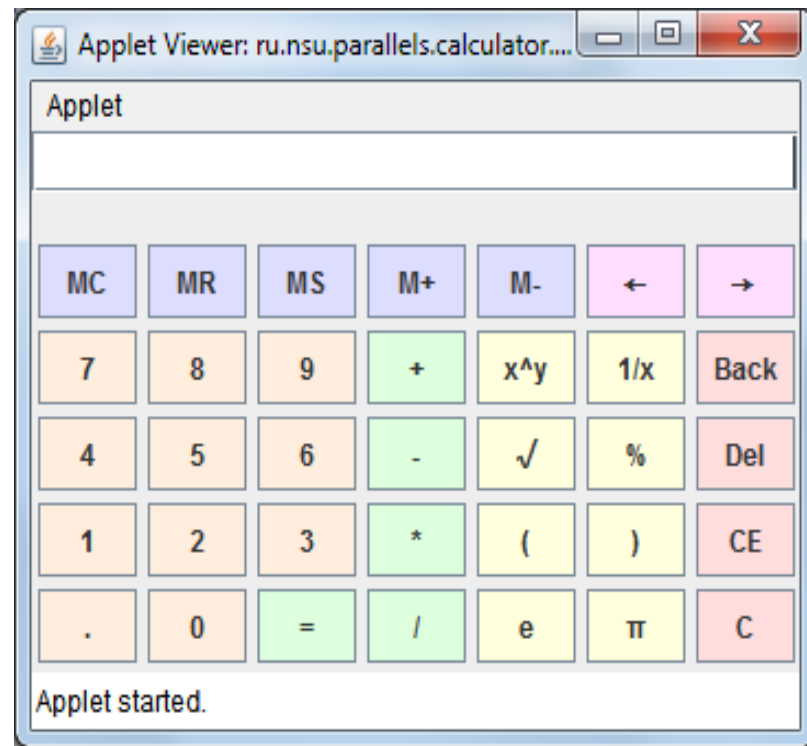 Applet Viewer: ru.nsu.parallels.calculator....
Applet
MC MR MS M+ M- ← →
7 8 9 + x^y 1/x Back
4 5 6 - √ % Del
1 2 3 * ( ) CE
. 0 = / e π C
Applet started.